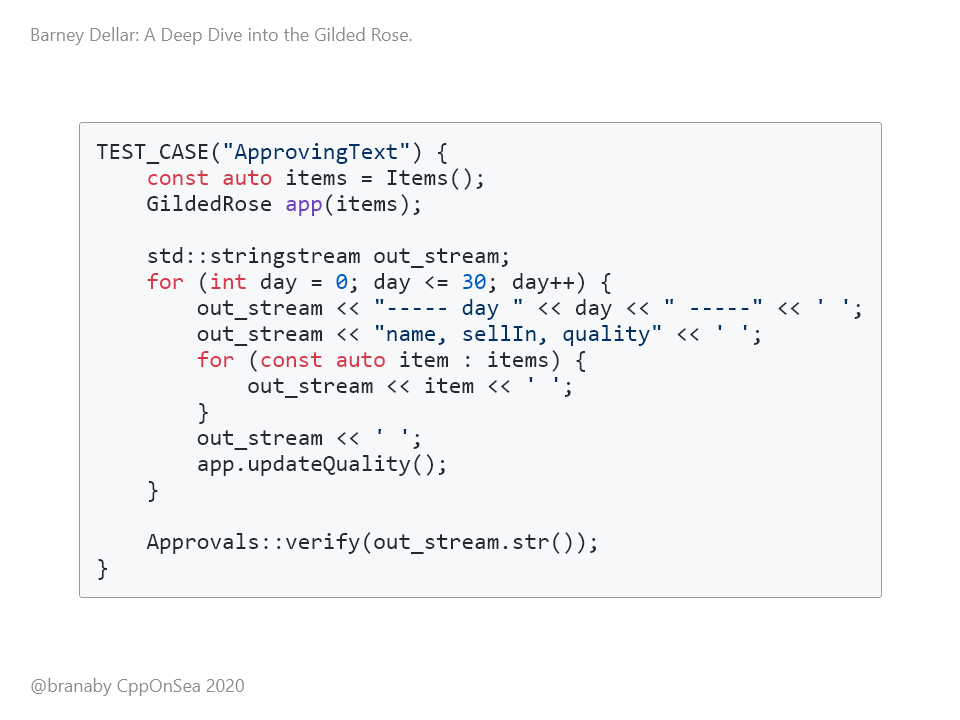 Barney Dellar: A Deep Dive into the Gilded Rose.
TEST_CASE("ApprovingText") {
    const auto items = Items();
    GildedRose app(items);

    std::stringstream out_stream;
    for (int day = 0; day <= 30; day++) {
        out_stream << "----- day " << day << " -----" << ' ';
        out_stream << "name, sellIn, quality" << ' ';
        for (const auto item : items) {
            out_stream << item << ' ';
        }
        out_stream << ' ';
        app.updateQuality();
    }

    Approvals::verify(out_stream.str());
}
@branaby CppOnSea 2020